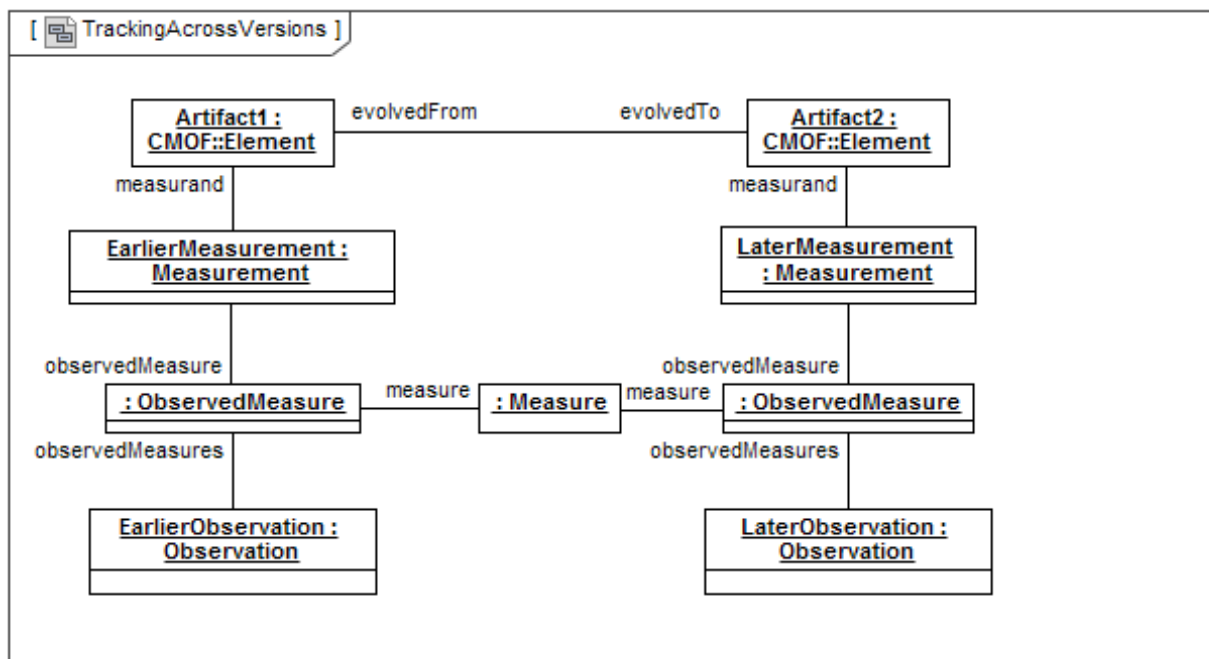 [ TrackingAcrossVersions ]
Artifact1 :
CMOF::Element
evolvedFrom
evolvedTo
Artifact2 :
CMOF::Element
measurand
measurand
EarlierMeasurement :
Measurement
LaterMeasurement
: Measurement
observedMeasure
observedMeasure
: ObservedMeasure
measure
: Measure
measure
: ObservedMeasure
observedMeasures
observedMeasures
EarlierObservation :
Observation
LaterObservation :
Observation